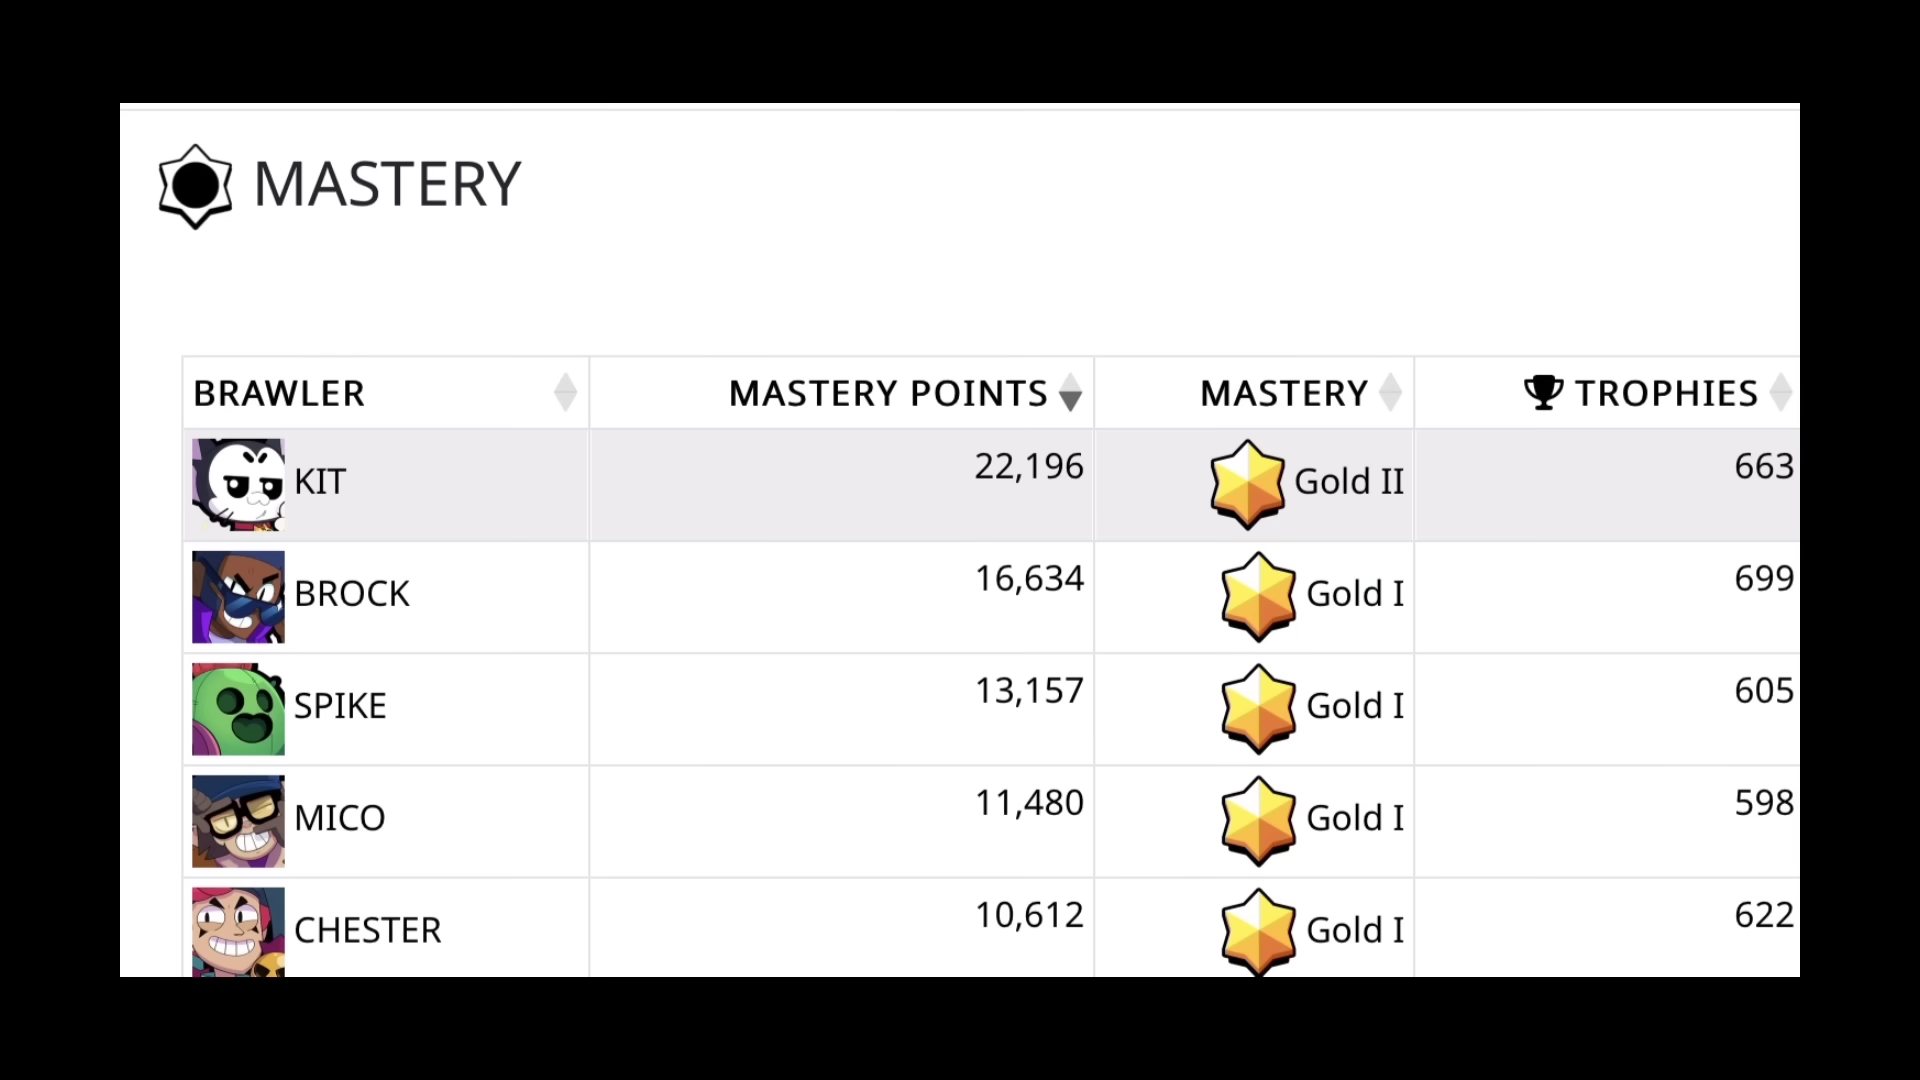 MASTERY
BRAWLER MASTERY POINTS MASTERY TROPHIES
KIT 22,196 Gold II 663
BROCK 16,634 Gold I 699
SPIKE 13,157 Gold I 605
MICO 11,480 Gold I 598
CHESTER 10,612 Gold I 622